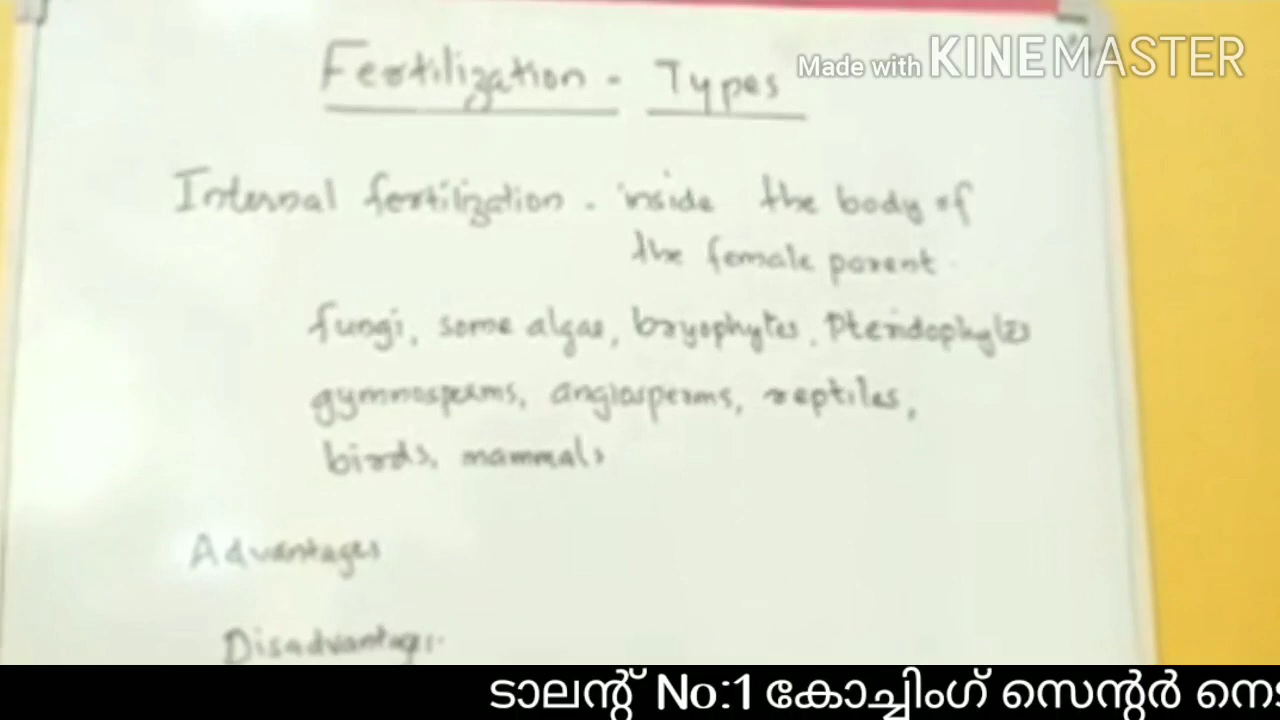 Made with KINEMASTER
Fertilization - Types
Internal fertilization - inside the body of
the female parent
fungi, some algae, bryophytes, Pteridophytes
gymnosperms, angiosperms, reptiles,
birds, mammals
Advantages
Disadvantages
ടാലന്റ് No:1 കോച്ചിംഗ് സെന്റർ